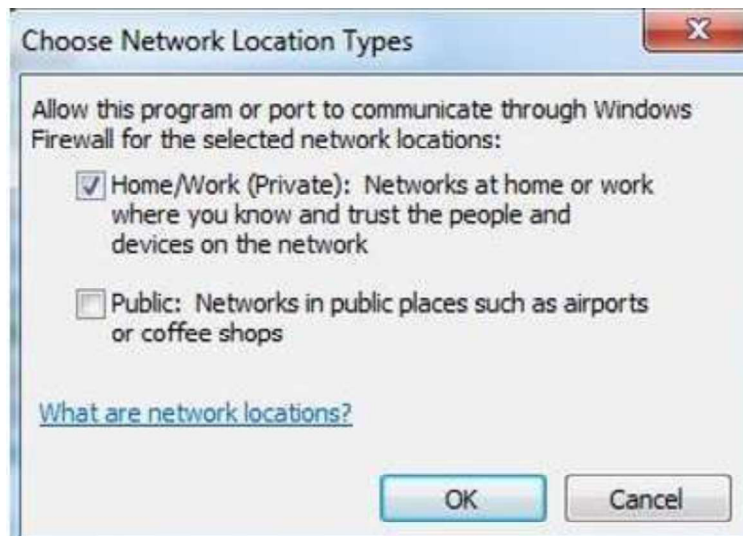 Choose Network Location Types
Allow this program or port to communicate through Windows
Firewall for the selected network locations:
Home/Work (Private): Networks at home or work
where you know and trust the people and
devices on the network
Public: Networks in public places such as airports
or coffee shops
What are network locations?
OK Cancel